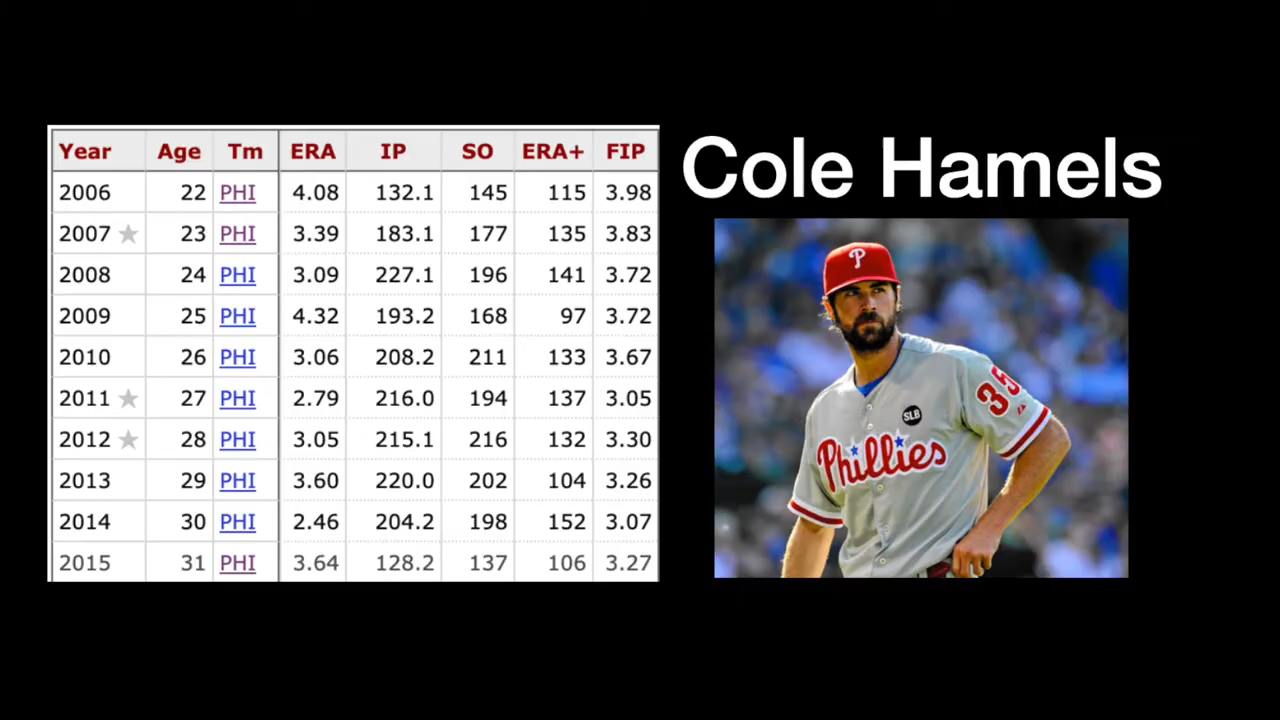 Year Age Tm ERA IP SO ERA+ FIP
2006 22 PHI 4.08 132.1 145 115 3.98
2007 ★ 23 PHI 3.39 183.1 177 135 3.83
2008 24 PHI 3.09 227.1 196 141 3.72
2009 25 PHI 4.32 193.2 168 97 3.72
2010 26 PHI 3.06 208.2 211 133 3.67
2011 ★ 27 PHI 2.79 216.0 194 137 3.05
2012 ★ 28 PHI 3.05 215.1 216 132 3.30
2013 29 PHI 3.60 220.0 202 104 3.26
2014 30 PHI 2.46 204.2 198 152 3.07
2015 31 PHI 3.64 128.2 137 106 3.27
Cole Hamels
P
35
SLB
Phillies